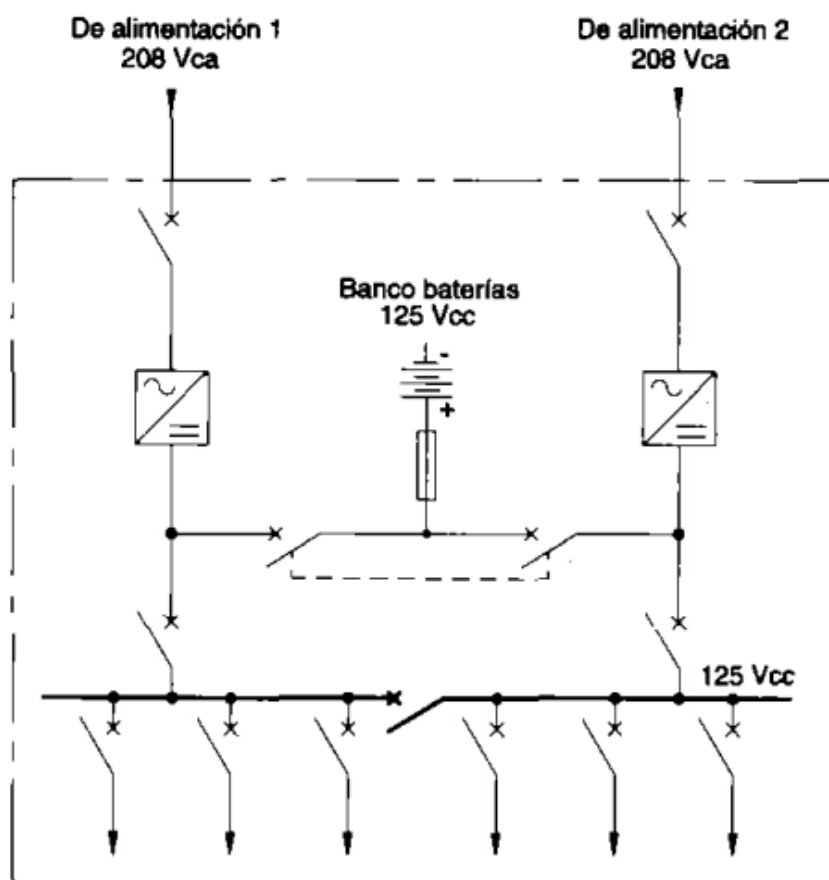 De alimentación 1
208 Vca
De alimentación 2
208 Vca
Banco baterías
125 Vcc
-
+
125 Vcc